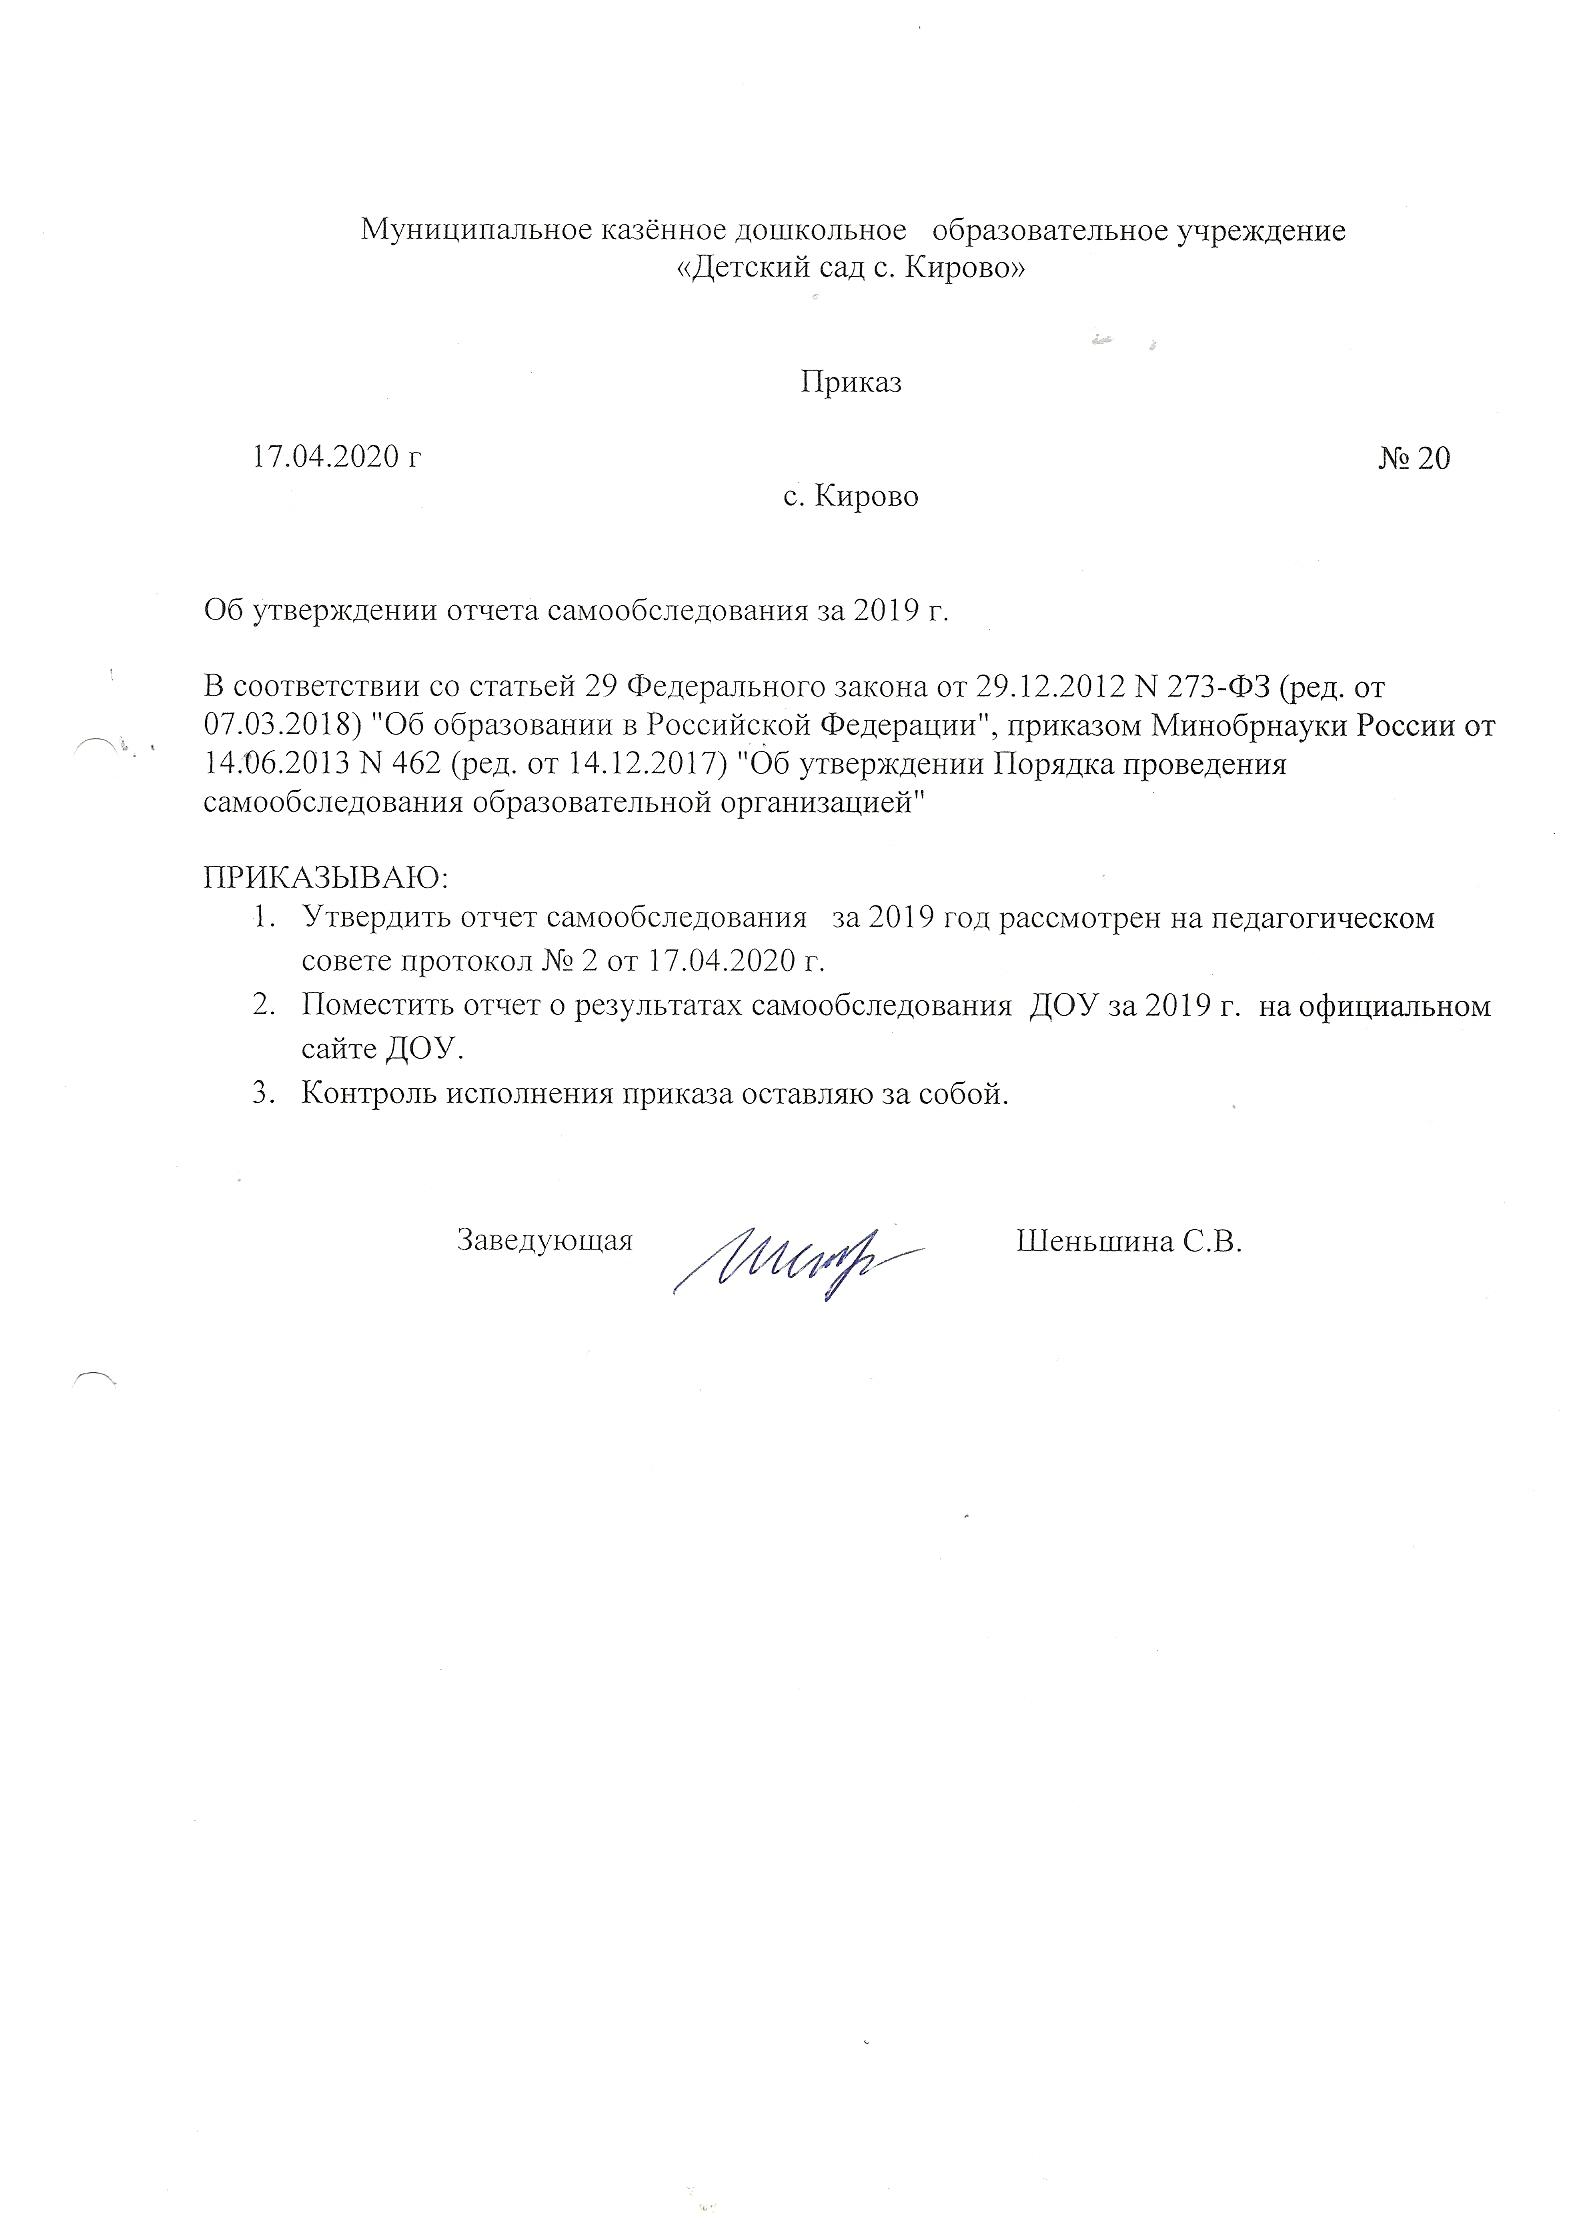 Муниципальное казённое дошкольное образовательное учреждение
«Детский сад с. Кирово»
Приказ
17.04.2020 г № 20
с. Кирово
Об утверждении отчета самообследования за 2019 г.
В соответствии со статьей 29 Федерального закона от 29.12.2012 N 273-ФЗ (ред. от
07.03.2018) "Об образовании в Российской Федерации", приказом Минобрнауки России от
14.06.2013 N 462 (ред. от 14.12.2017) "Об утверждении Порядка проведения
самообследования образовательной организацией"
ПРИКАЗЫВАЮ:
1. Утвердить отчет самообследования за 2019 год рассмотрен на педагогическом
совете протокол № 2 от 17.04.2020 г.
2. Поместить отчет о результатах самообследования ДОУ за 2019 г. на официальном
сайте ДОУ.
3. Контроль исполнения приказа оставляю за собой.
Заведующая Шеньшина С.В.